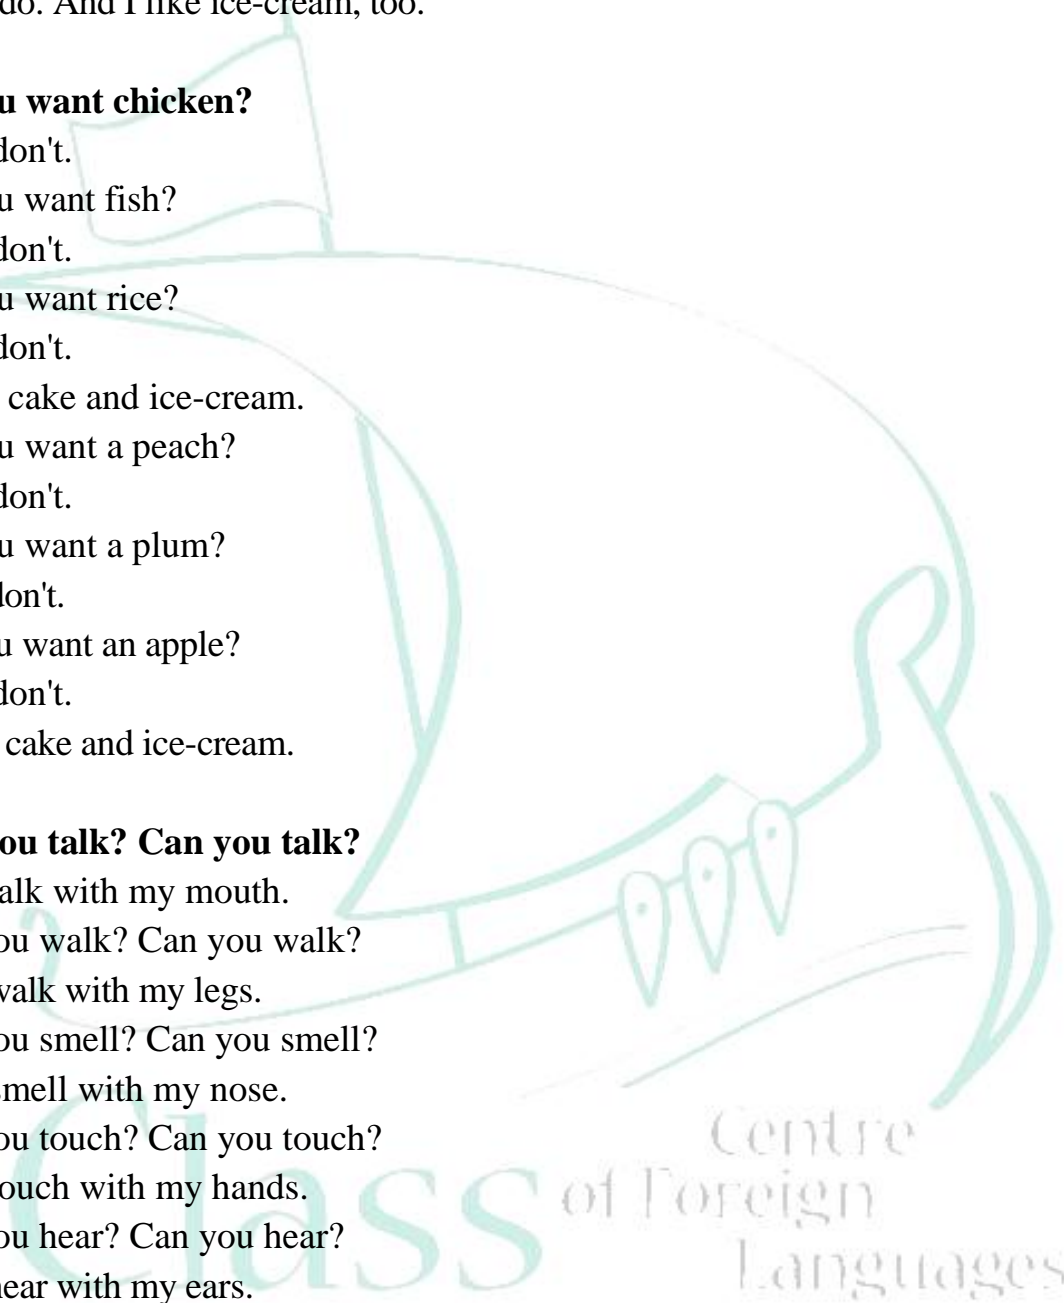 do. And I like ice-cream, too.
u want chicken?
don't.
u want fish?
don't.
u want rice?
don't.
cake and ice-cream.
u want a peach?
don't.
u want a plum?
don't.
u want an apple?
don't.
cake and ice-cream.
ou talk? Can you talk?
alk with my mouth.
ou walk? Can you walk?
walk with my legs.
ou smell? Can you smell?
smell with my nose.
ou touch? Can you touch?
touch with my hands.
ou hear? Can you hear?
hear with my ears.
Class
Centre
of Foreign
Languages